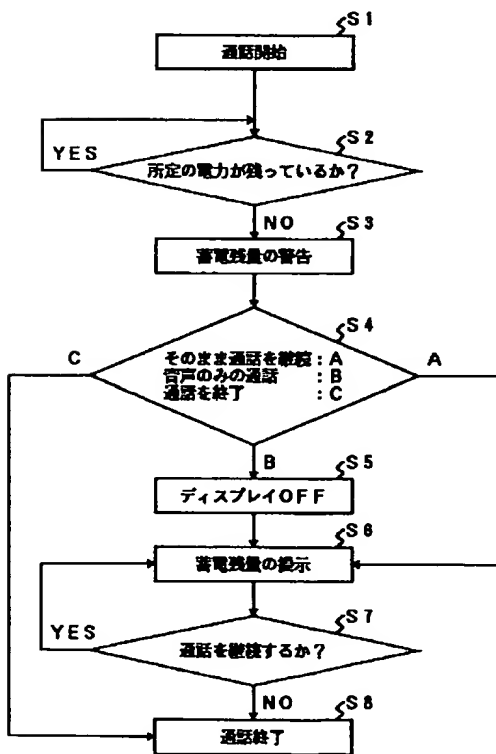 S1
通話開始
S2
YES
所定の電力が残っているか？
NO
S3
蓄電残量の警告
S4
C
A
そのまま通話を継続：A
音声のみの通話：B
通話を終了：C
B
S5
ディスプレイOFF
S6
蓄電残量の提示
YES
S7
通話を継続するか？
NO
S8
通話終了